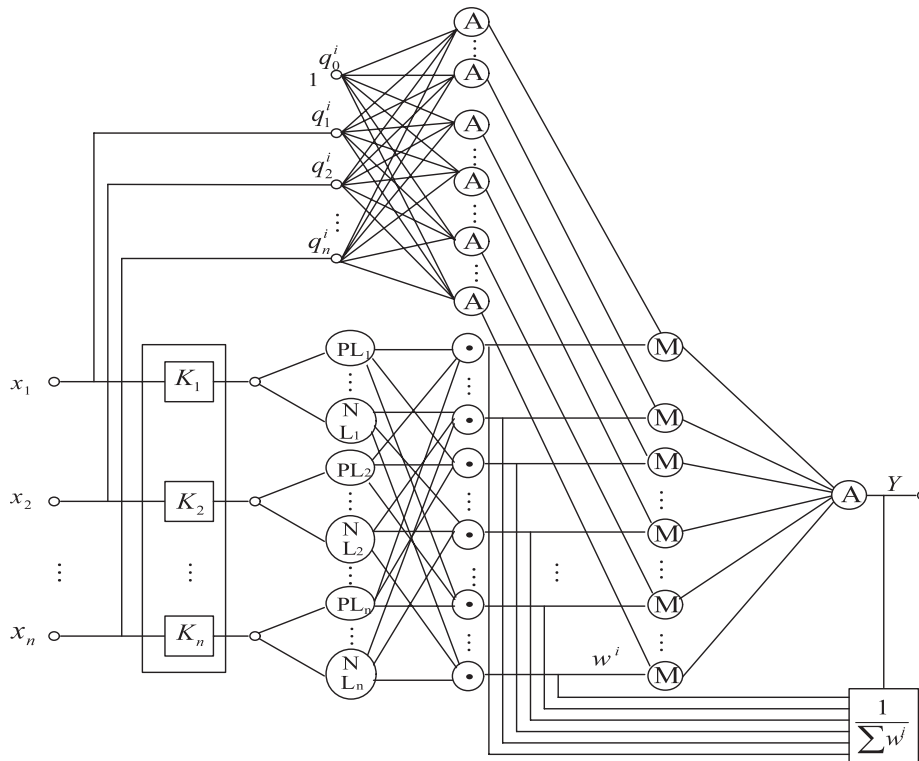 A
q_0^i
1
A
q_1^i
A
q_2^i
A
q_n^i
A
A
PL_1
•
M
x_1
K_1
N
L_1
•
M
PL_2
•
M
x_2
K_2
A
Y
N
L_2
•
M
PL_n
•
M
x_n
K_n
N
L_n
•
w^i
M
1
∑ w^i